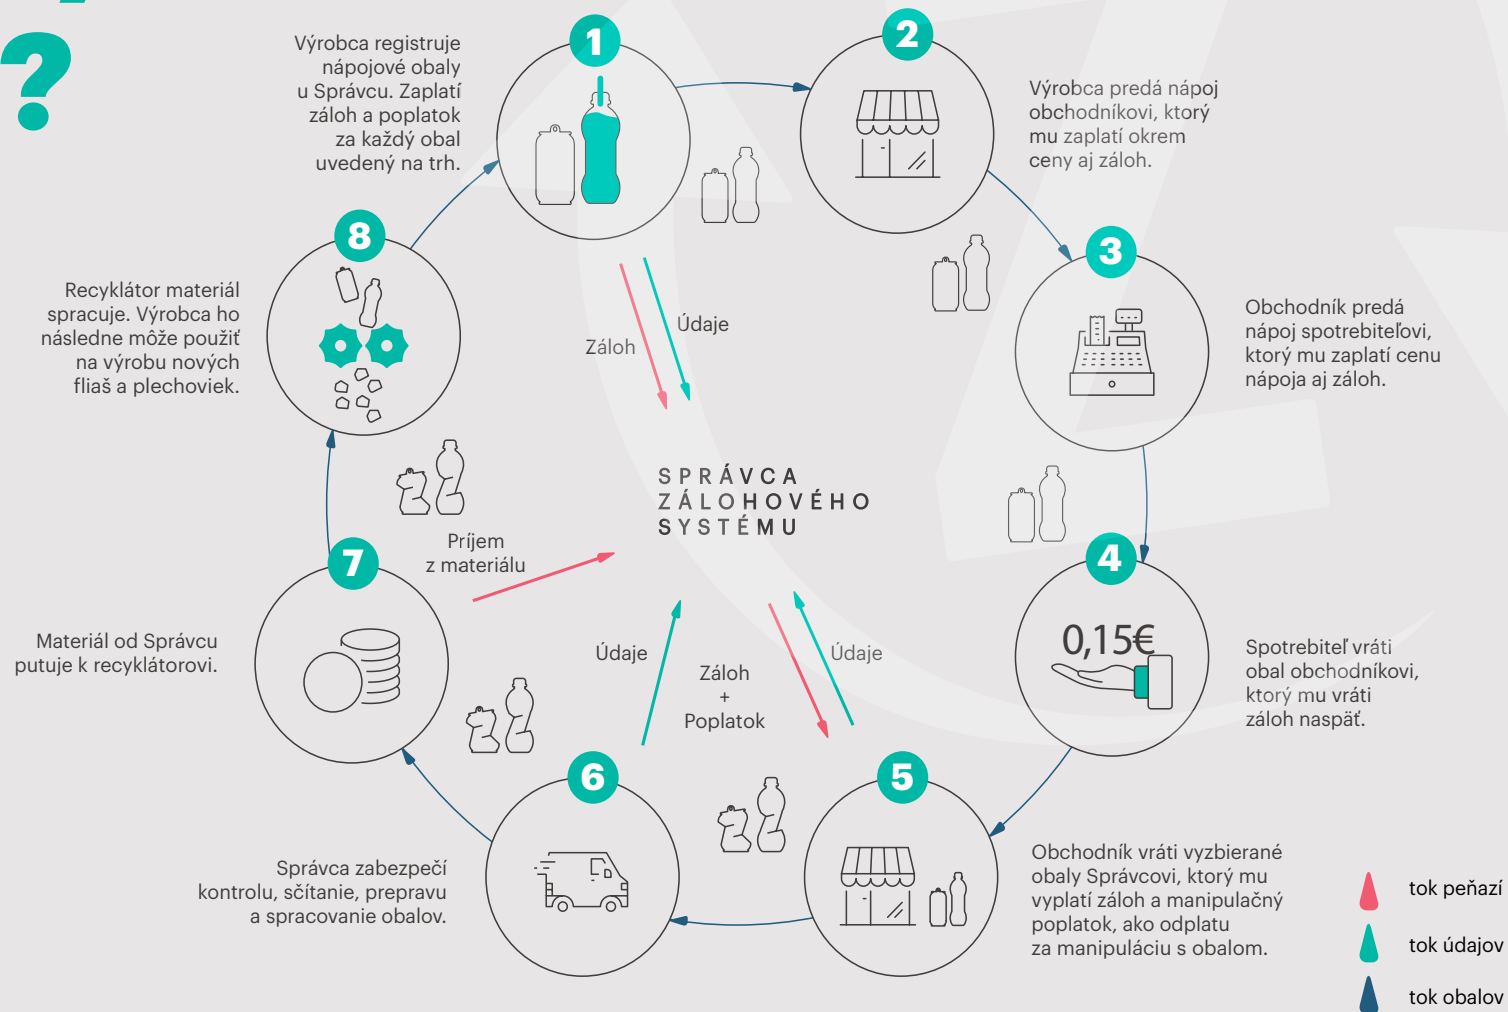 ?
1
Výrobca registruje
nápojové obaly
u Správcu. Zaplatí
záloh a poplatok
za každý obal
uvedený na trh.
2
Výrobca predá nápoj
obchodníkovi, ktorý
mu zaplatí okrem
ceny aj záloh.
3
Obchodník predá
nápoj spotrebiteľovi,
ktorý mu zaplatí cenu
nápoja aj záloh.
4
0,15€
Spotrebiteľ vráti
obal obchodníkovi,
ktorý mu vráti
záloh naspäť.
5
Obchodník vráti vyzbierané
obaly Správcovi, ktorý mu
vyplatí záloh a manipulačný
poplatok, ako odplatu
za manipuláciu s obalom.
6
Správca zabezpečí
kontrolu, sčítanie, prepravu
a spracovanie obalov.
7
Materiál od Správcu
putuje k recyklátorovi.
8
Recyklátor materiál
spracuje. Výrobca ho
následne môže použiť
na výrobu nových
fliaš a plechoviek.
Záloh
Údaje
SPRÁVCA
ZÁLOHOVÉHO
SYSTÉMU
Príjem
z materiálu
Údaje
Záloh
+
Poplatok
Údaje
tok peňazí
tok údajov
tok obalov